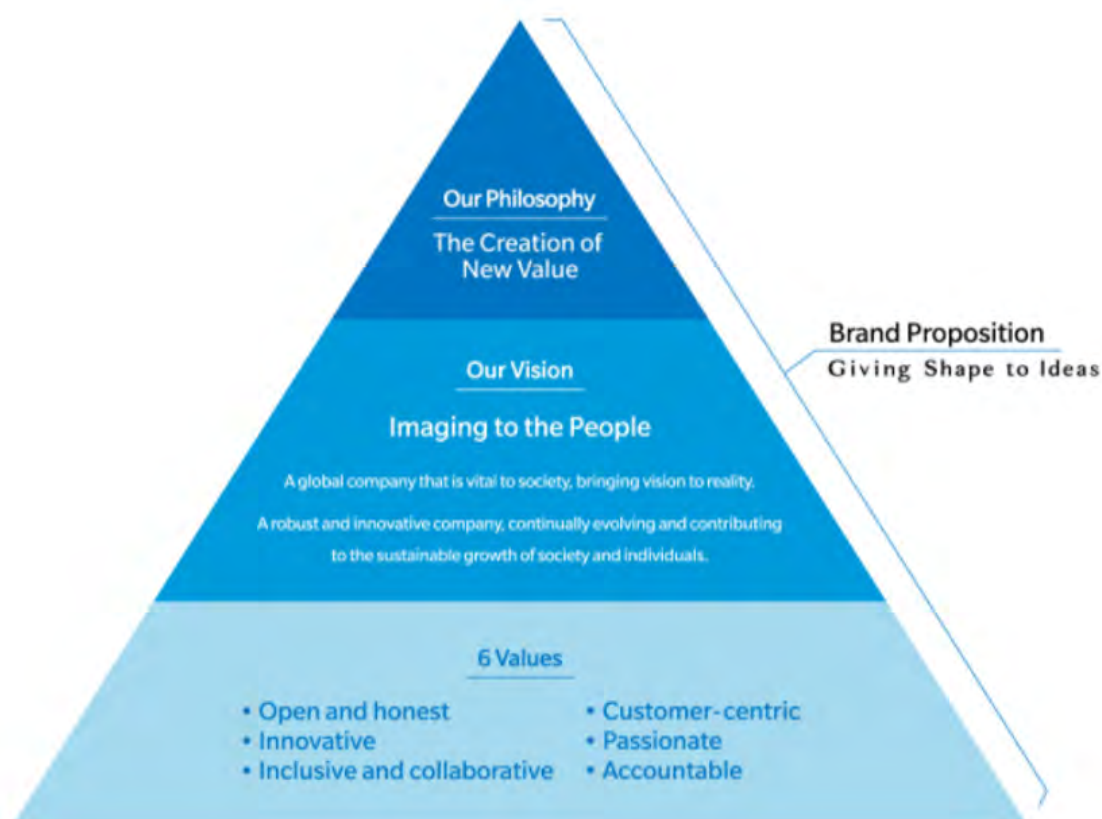 Our Philosophy
The Creation of
New Value
Our Vision
Imaging to the People
A global company that is vital to society, bringing vision to reality.
A robust and innovative company, continually evolving and contributing
to the sustainable growth of society and individuals.
Brand Proposition
Giving Shape to Ideas
6 Values
• Open and honest
• Innovative
• Inclusive and collaborative
• Customer-centric
• Passionate
• Accountable